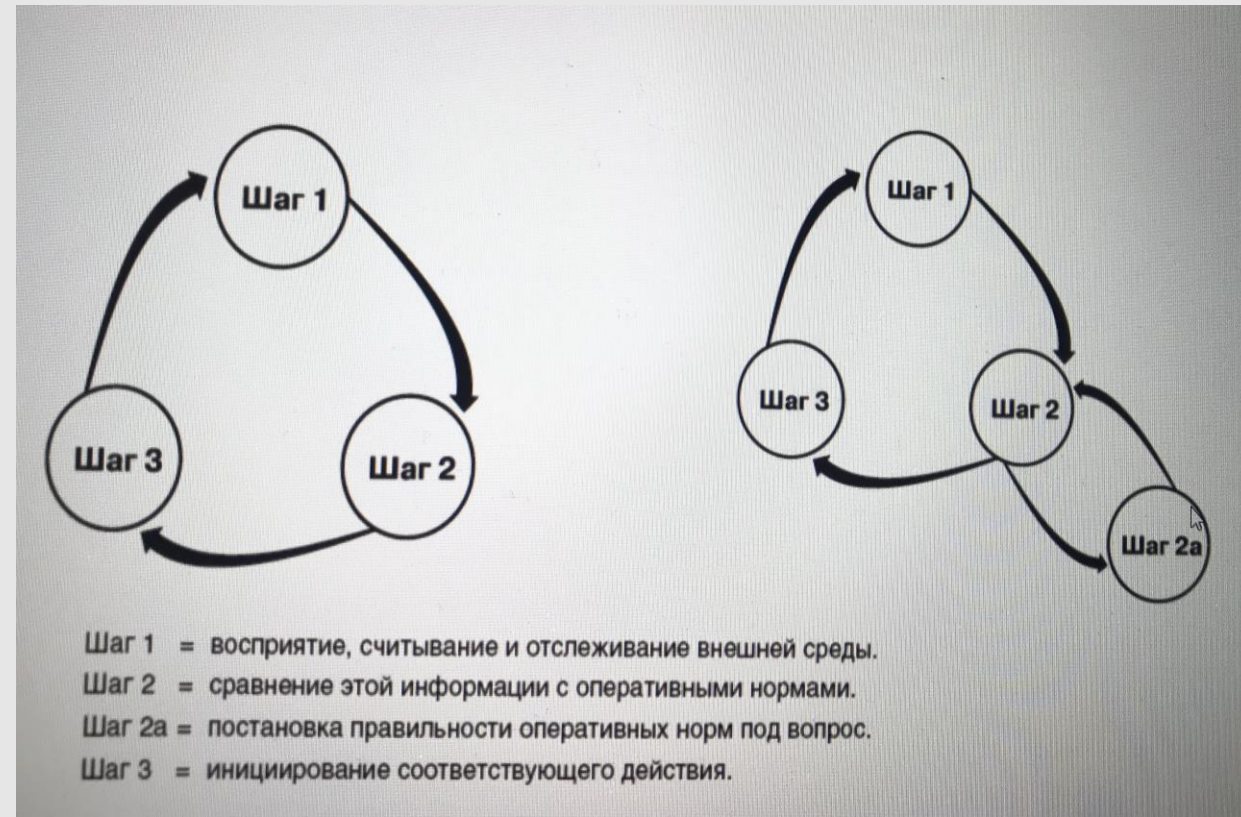 Шаг 1
Шаг 3
Шаг 2
Шаг 1
Шаг 3
Шаг 2
Шаг 2а
Шаг 1 = восприятие, считывание и отслеживание внешней среды.
Шаг 2 = сравнение этой информации с оперативными нормами.
Шаг 2а = постановка правильности оперативных норм под вопрос.
Шаг 3 = инициирование соответствующего действия.